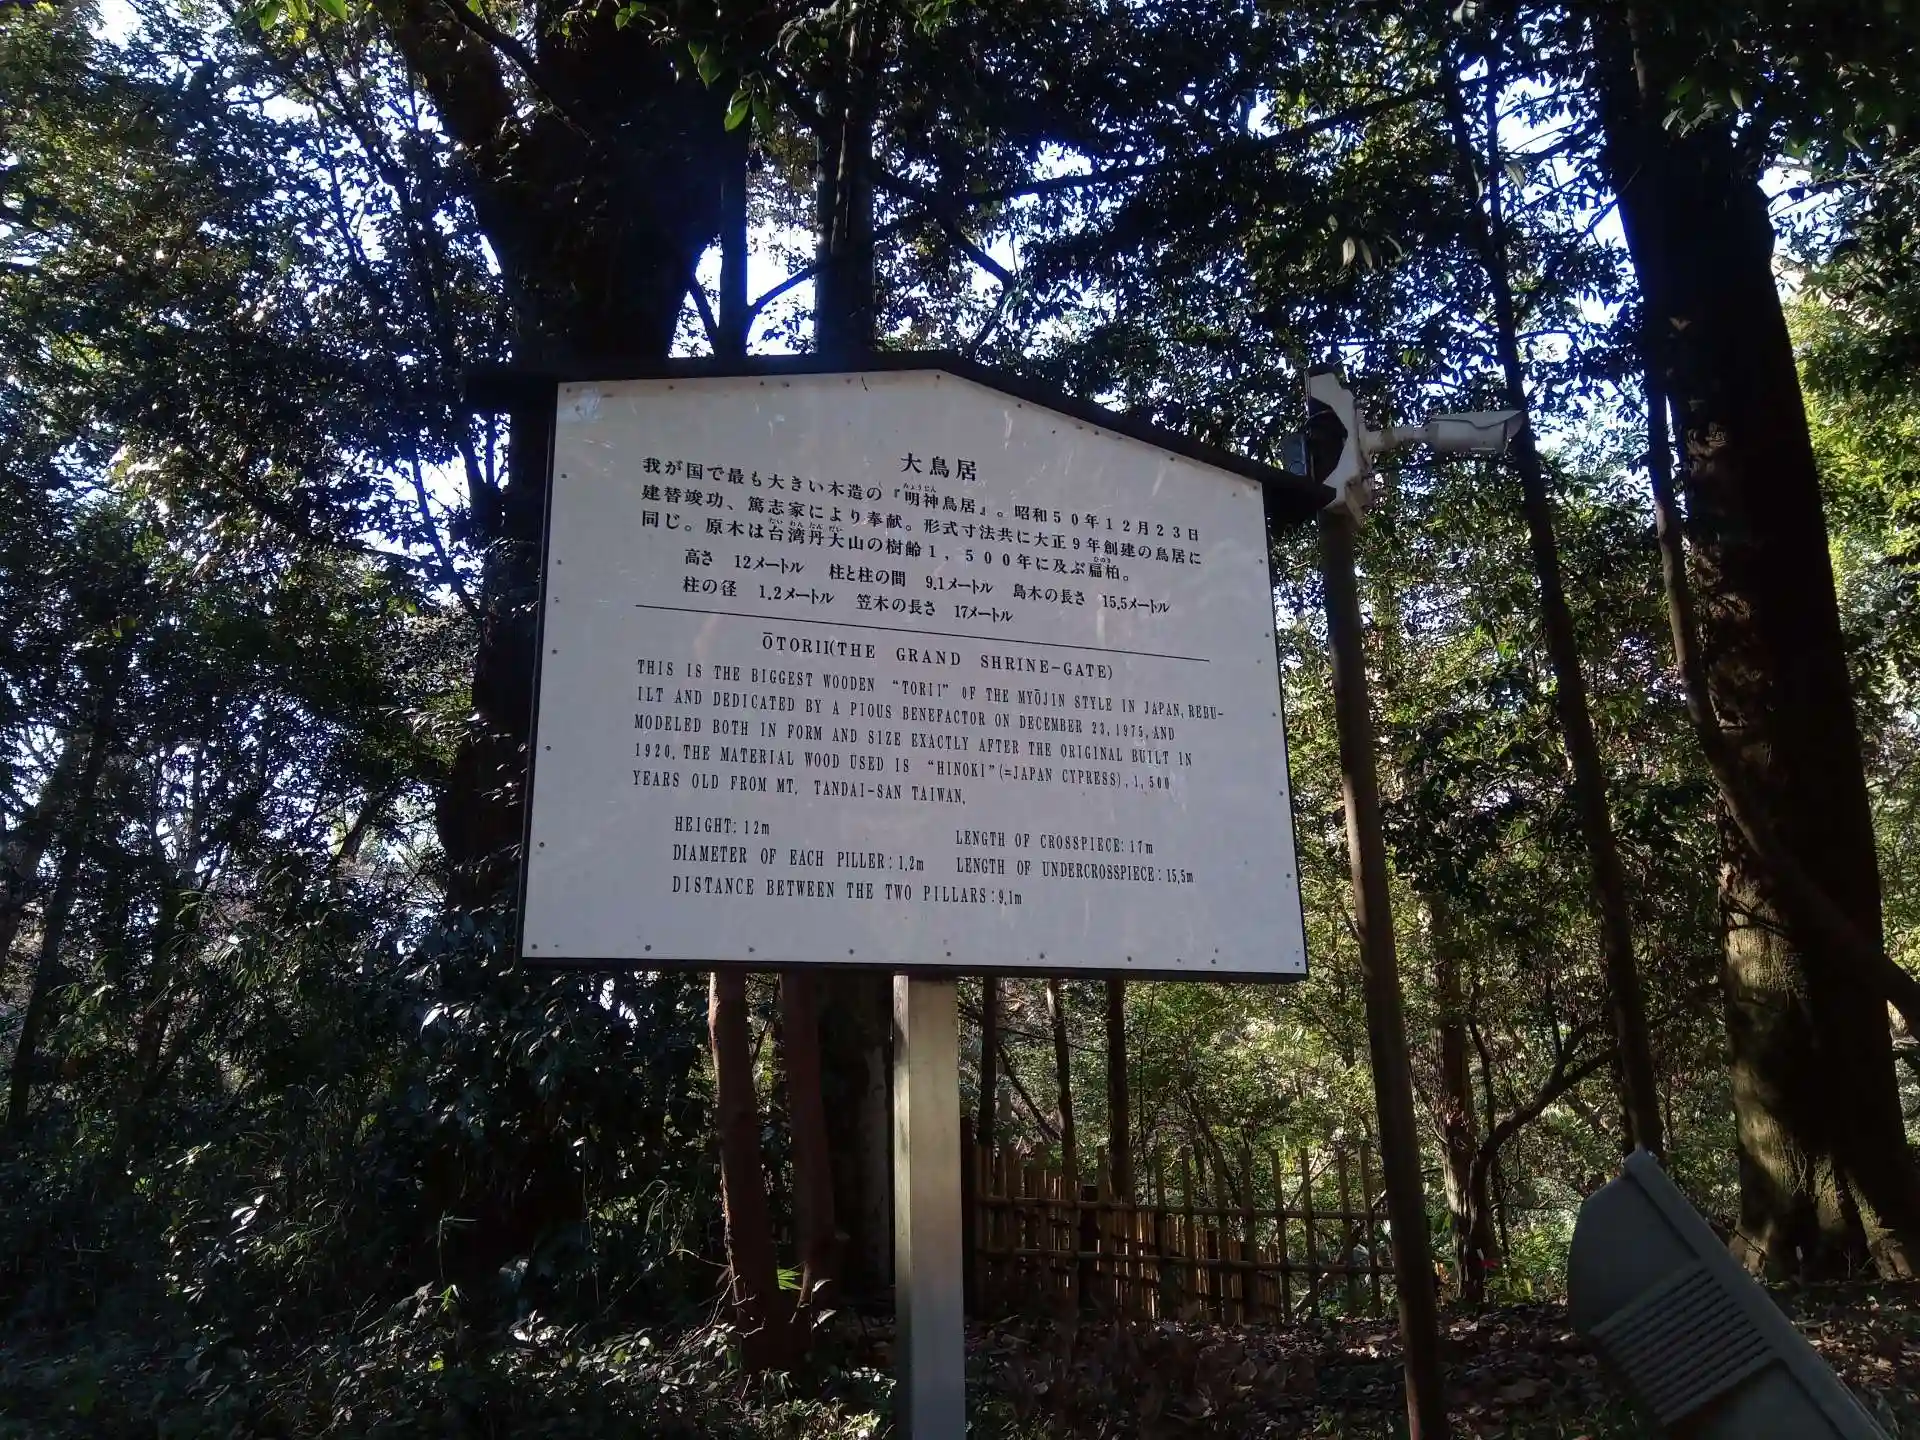 大鳥居
我が国で最も大きい木造の『明神鳥居』。昭和50年12月23日
建替竣功、篤志家により奉献。形式寸法共に大正9年創建の鳥居に
同じ。原木は台湾丹大山の樹齢1,500年に及ぶ扁柏。
高さ 12メートル 柱と柱の間 9.1メートル 島木の長さ 15.5メートル
柱の径 1.2メートル 笠木の長さ 17メートル
ŌTORII(THE GRAND SHRINE-GATE)
THIS IS THE BIGGEST WOODEN “TORII” OF THE MYŌJIN STYLE IN JAPAN, REBU-
ILT AND DEDICATED BY A PIOUS BENEFACTOR ON DECEMBER 23, 1975, AND
MODELED BOTH IN FORM AND SIZE EXACTLY AFTER THE ORIGINAL BUILT IN
1920. THE MATERIAL WOOD USED IS “HINOKI”(=JAPAN CYPRESS), 1,500
YEARS OLD FROM MT. TANDAI-SAN TAIWAN.
HEIGHT: 12m LENGTH OF CROSSPIECE: 17m
DIAMETER OF EACH PILLER: 1.2m LENGTH OF UNDERCROSSPIECE: 15.5m
DISTANCE BETWEEN THE TWO PILLARS: 9.1m